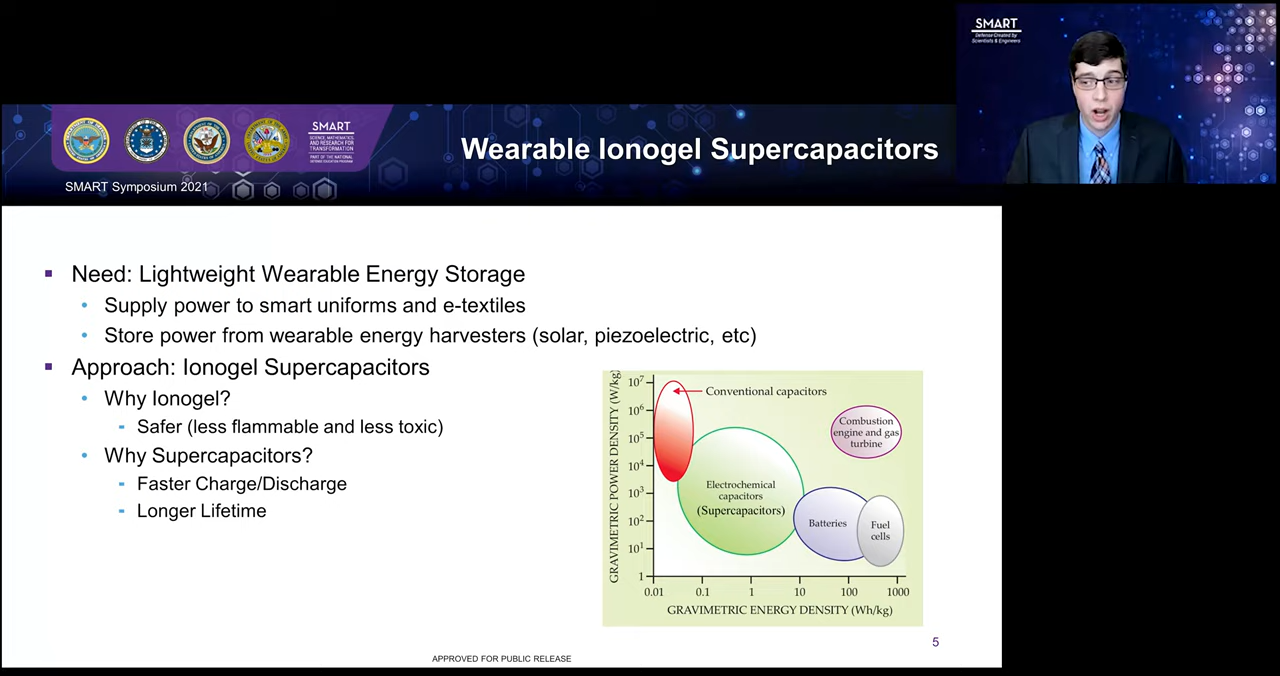 SMART
Defense Created by
Scientists & Engineers
SMART
SCIENCE, MATHEMATICS,
AND RESEARCH FOR
TRANSFORMATION
PART OF THE NATIONAL
DEFENSE EDUCATION PROGRAM
Wearable Ionogel Supercapacitors
SMART Symposium 2021
Need: Lightweight Wearable Energy Storage
Supply power to smart uniforms and e-textiles
Store power from wearable energy harvesters (solar, piezoelectric, etc)
Approach: Ionogel Supercapacitors
Why Ionogel?
Safer (less flammable and less toxic)
Why Supercapacitors?
Faster Charge/Discharge
Longer Lifetime
GRAVIMETRIC POWER DENSITY (W/kg)
10⁷
10⁶
10⁵
10⁴
10³
10²
10¹
1
Conventional capacitors
Combustion
engine and gas
turbine
Electrochemical
capacitors
(Supercapacitors)
Batteries
Fuel
cells
0.01 0.1 1 10 100 1000
GRAVIMETRIC ENERGY DENSITY (Wh/kg)
5
APPROVED FOR PUBLIC RELEASE